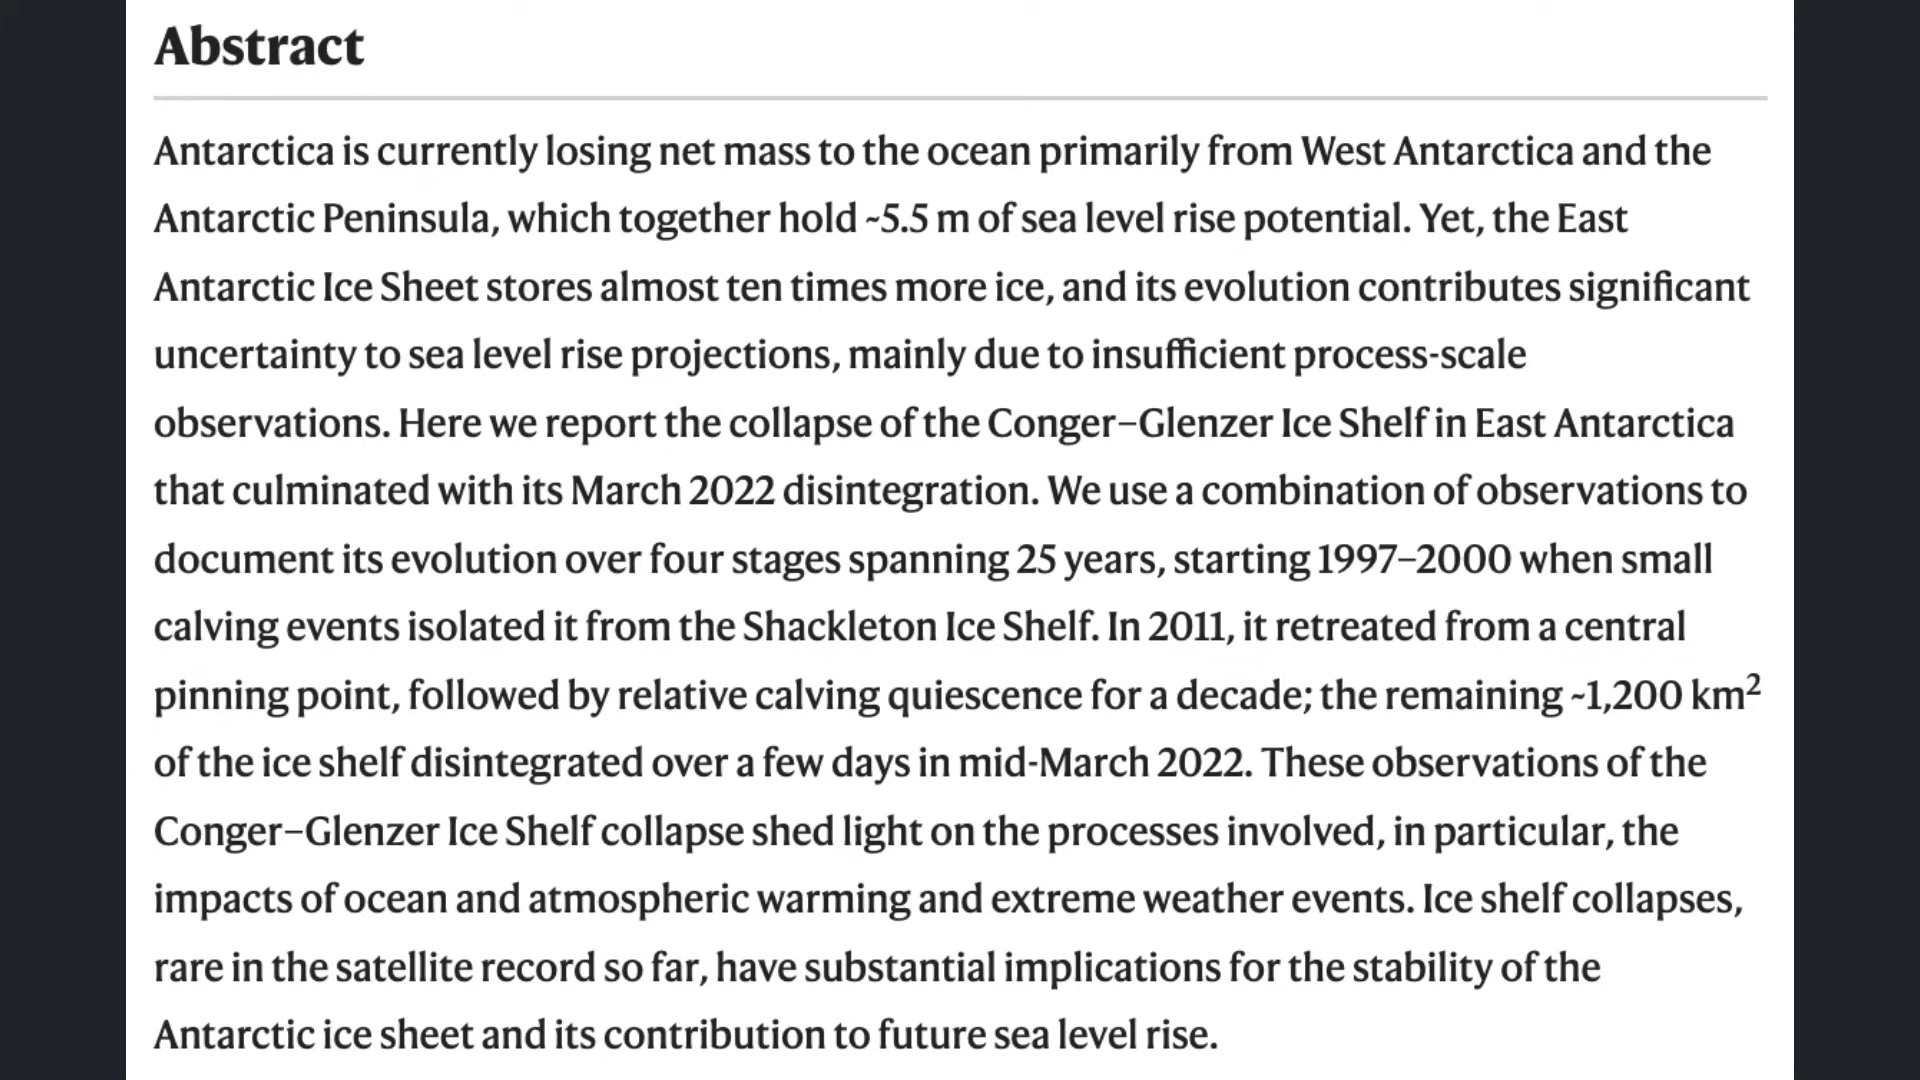 Abstract
Antarctica is currently losing net mass to the ocean primarily from West Antarctica and the
Antarctic Peninsula, which together hold ~5.5 m of sea level rise potential. Yet, the East
Antarctic Ice Sheet stores almost ten times more ice, and its evolution contributes significant
uncertainty to sea level rise projections, mainly due to insufficient process-scale
observations. Here we report the collapse of the Conger–Glenzer Ice Shelf in East Antarctica
that culminated with its March 2022 disintegration. We use a combination of observations to
document its evolution over four stages spanning 25 years, starting 1997–2000 when small
calving events isolated it from the Shackleton Ice Shelf. In 2011, it retreated from a central
pinning point, followed by relative calving quiescence for a decade; the remaining ~1,200 km²
of the ice shelf disintegrated over a few days in mid-March 2022. These observations of the
Conger–Glenzer Ice Shelf collapse shed light on the processes involved, in particular, the
impacts of ocean and atmospheric warming and extreme weather events. Ice shelf collapses,
rare in the satellite record so far, have substantial implications for the stability of the
Antarctic ice sheet and its contribution to future sea level rise.